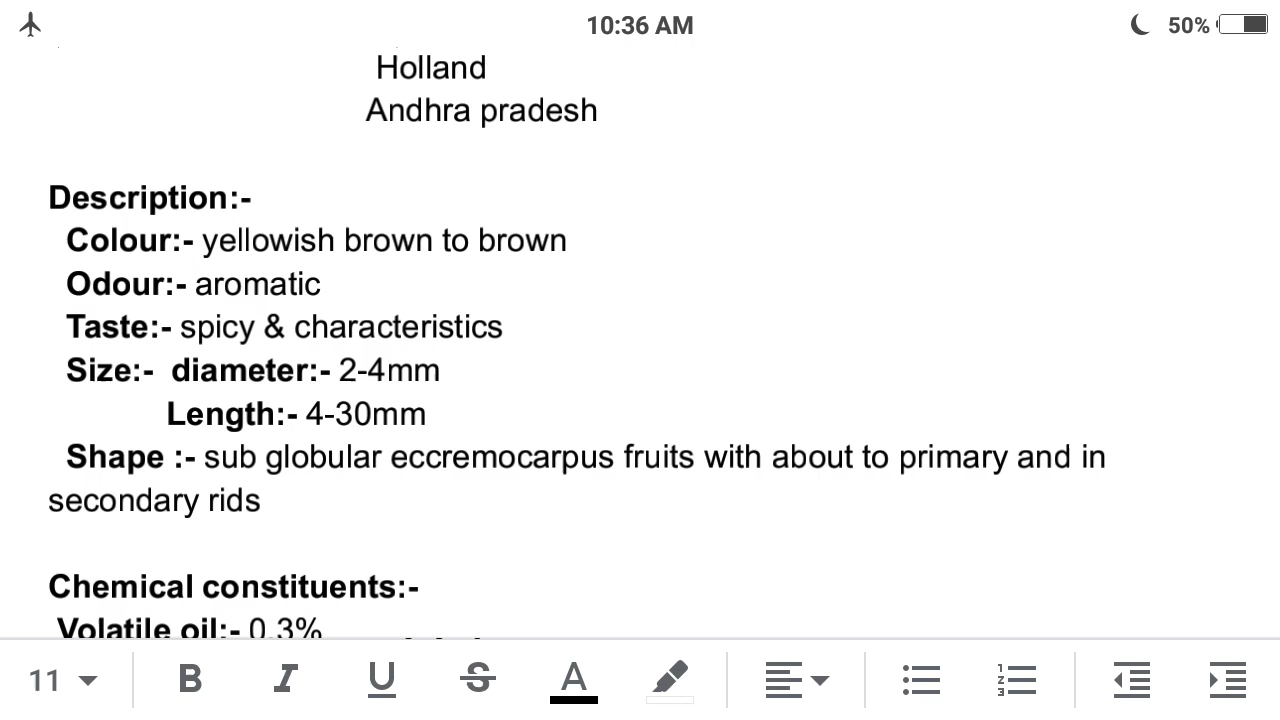 10:36 AM
50%
Holland
Andhra pradesh
Description:-
Colour:- yellowish brown to brown
Odour:- aromatic
Taste:- spicy & characteristics
Size:- diameter:- 2-4mm
Length:- 4-30mm
Shape :- sub globular eccremocarpus fruits with about to primary and in
secondary rids
Chemical constituents:-
Volatile oil:- 0.3%
11 B I U S A